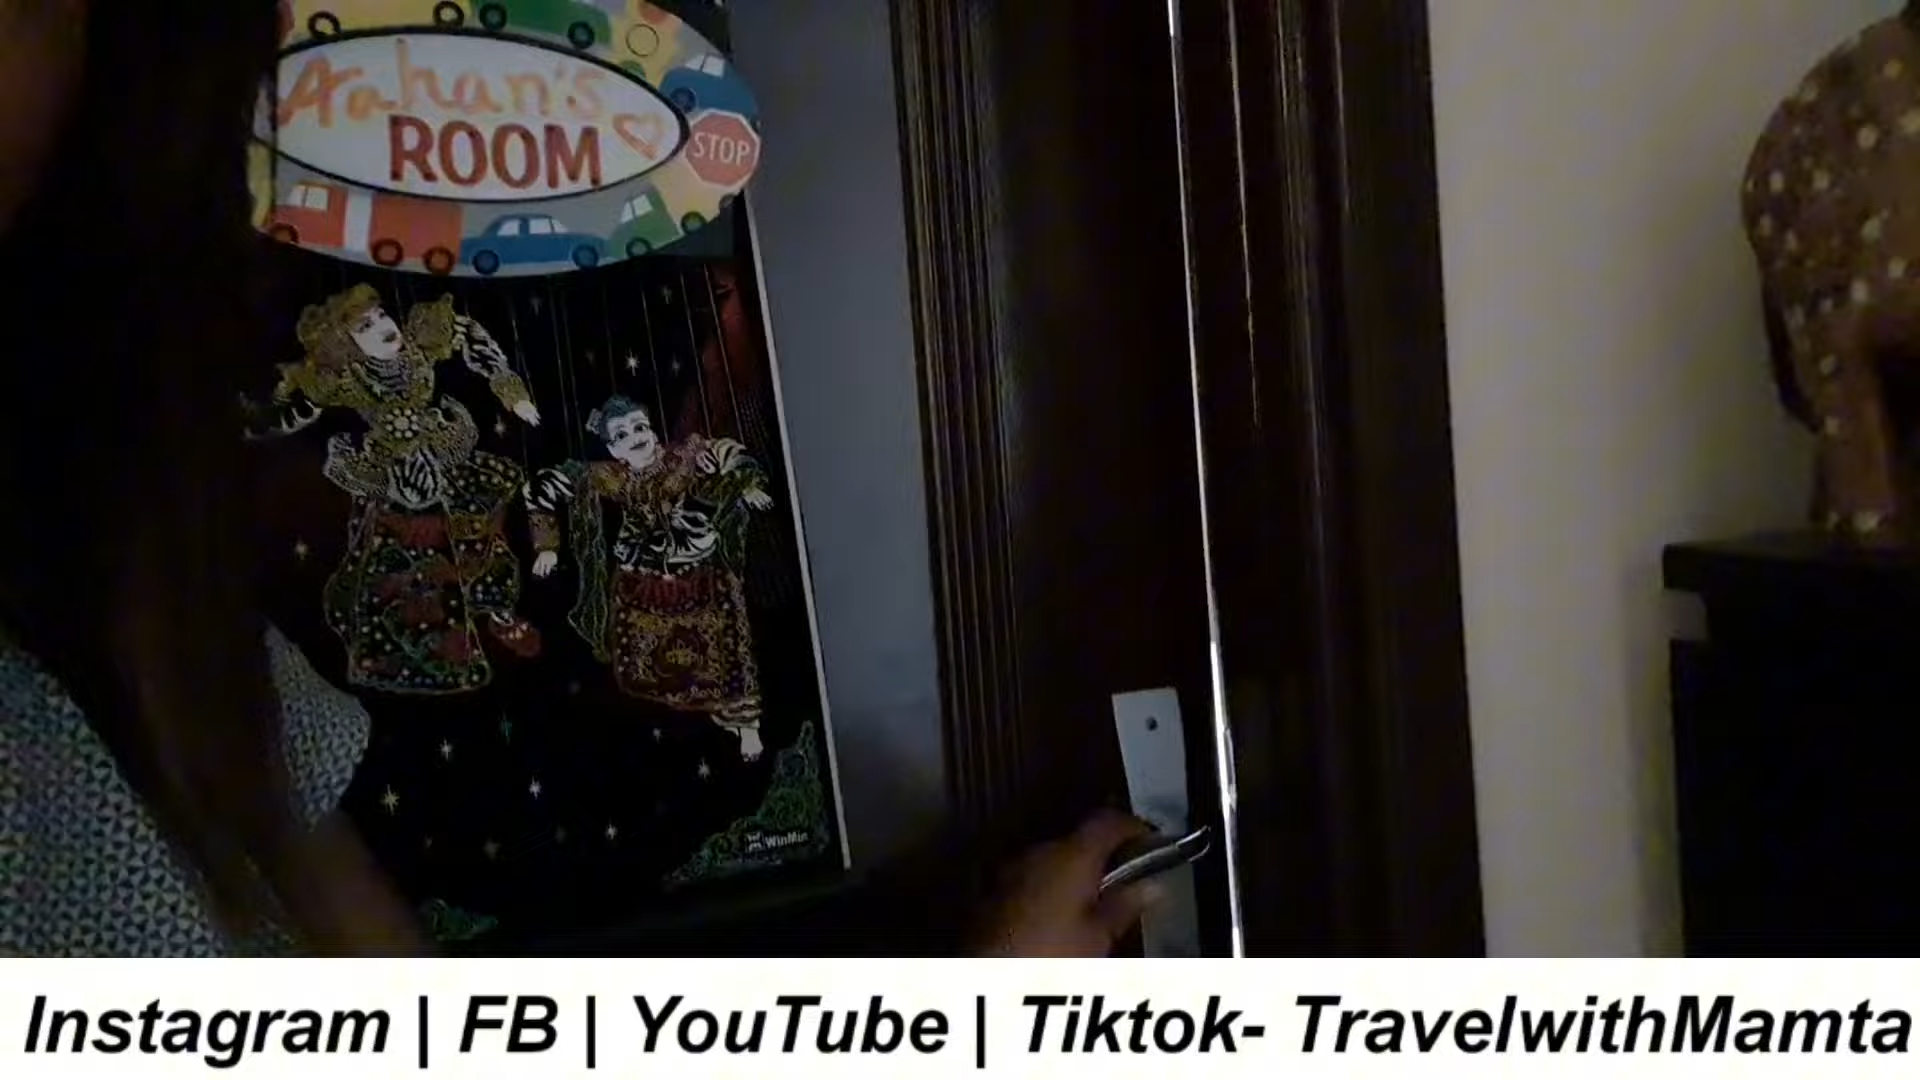 Aahan's
ROOM
STOP
WinMin
Instagram | FB | YouTube | Tiktok- TravelwithMamta